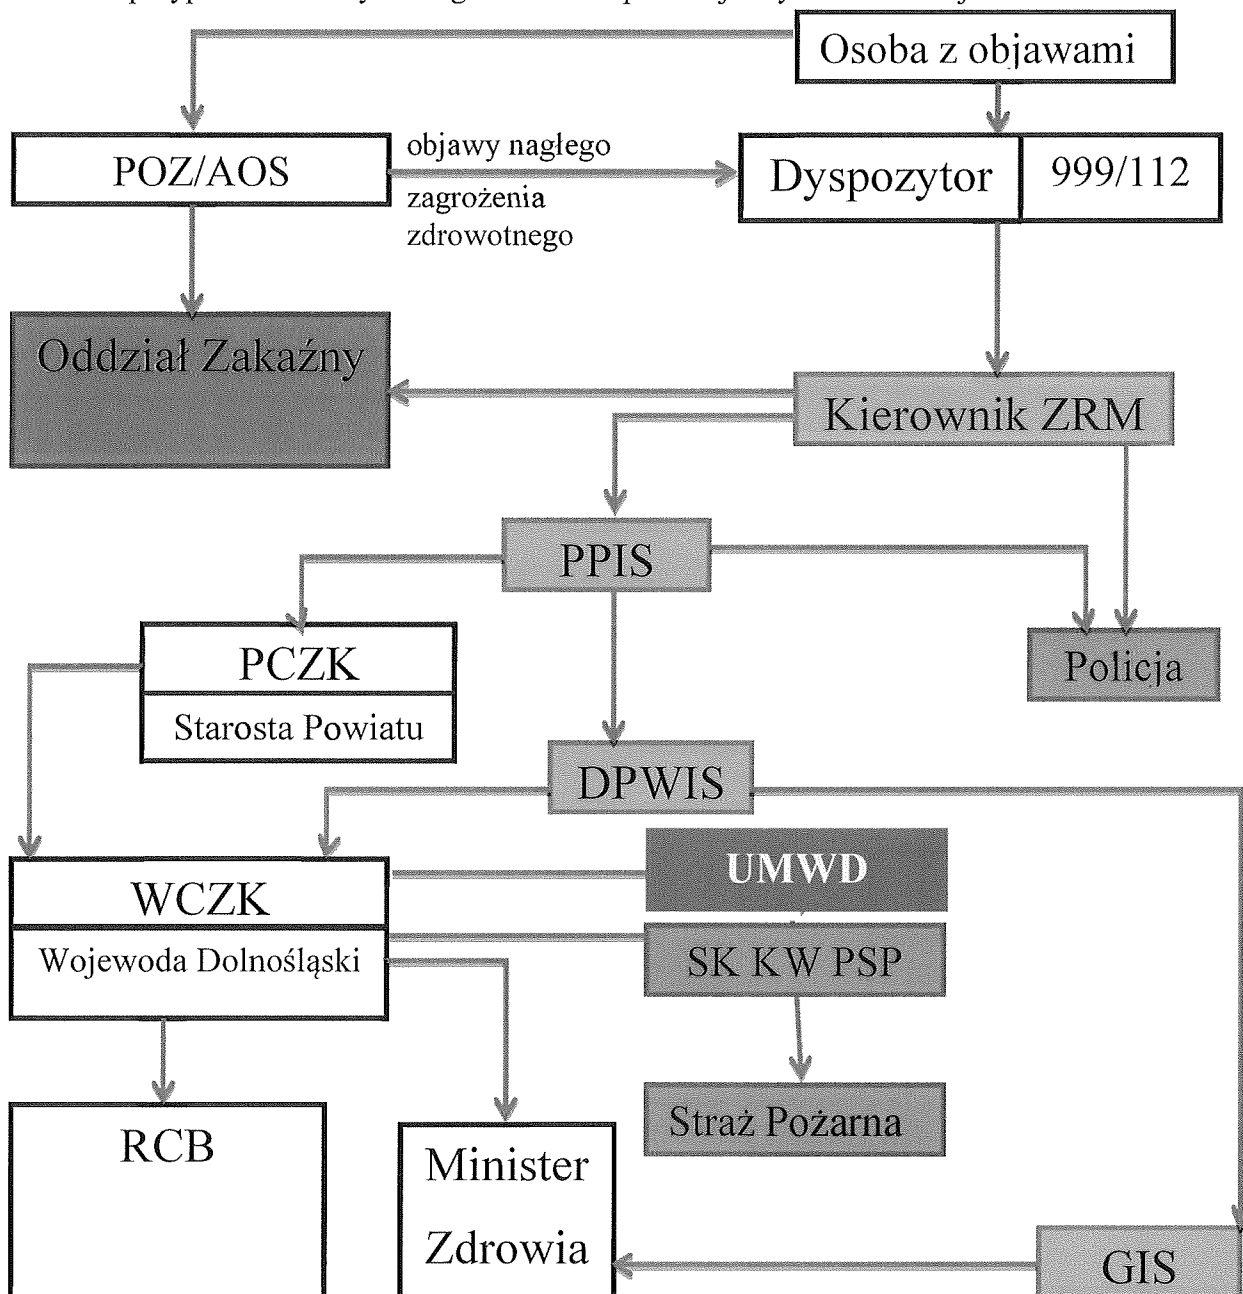 Osoba z objawami
POZ/AOS
objawy nagłego
zagrożenia
zdrowotnego
Dyspozytor
999/112
Oddział Zakaźny
Kierownik ZRM
PPIS
PCZK
Starosta Powiatu
Policja
DPWIS
WCZK
Wojewoda Dolnośląski
UMWD
SK KW PSP
Straż Pożarna
RCB
Minister
Zdrowia
GIS